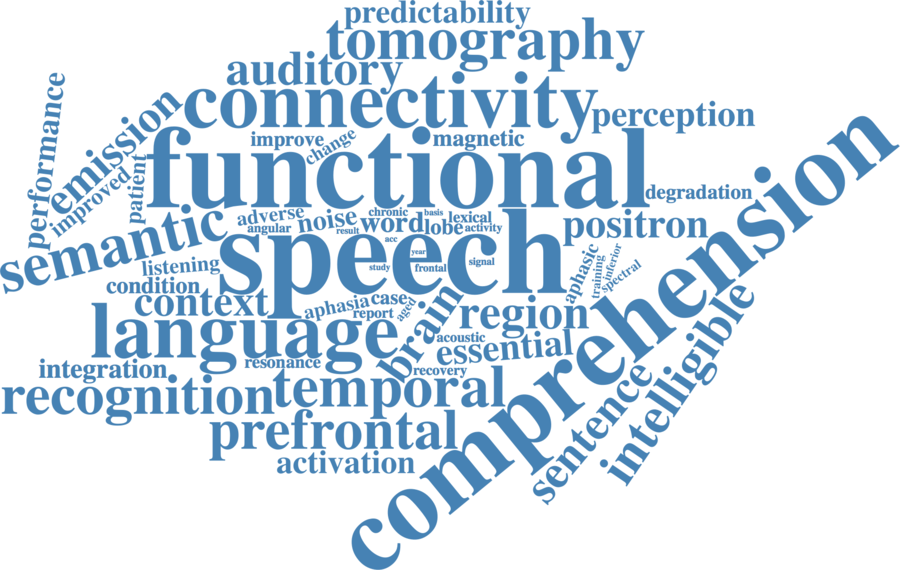 predictability
tomography
auditory
connectivity
perception
performance
emission
improve
change
magnetic
improved
patient
functional
degradation
semantic
adverse
angular
noise
result
chronic
word
basis
lobe
lexical
activity
acc
positron
speech
year
study
frontal
signal
aphasic
training
inferior
spectral
comprehension
listening
condition
context
aphasia
case
report
aged
brain
region
language
acoustic
essential
integration
resonance
recovery
recognition
temporal
sentence
intelligible
prefrontal
activation